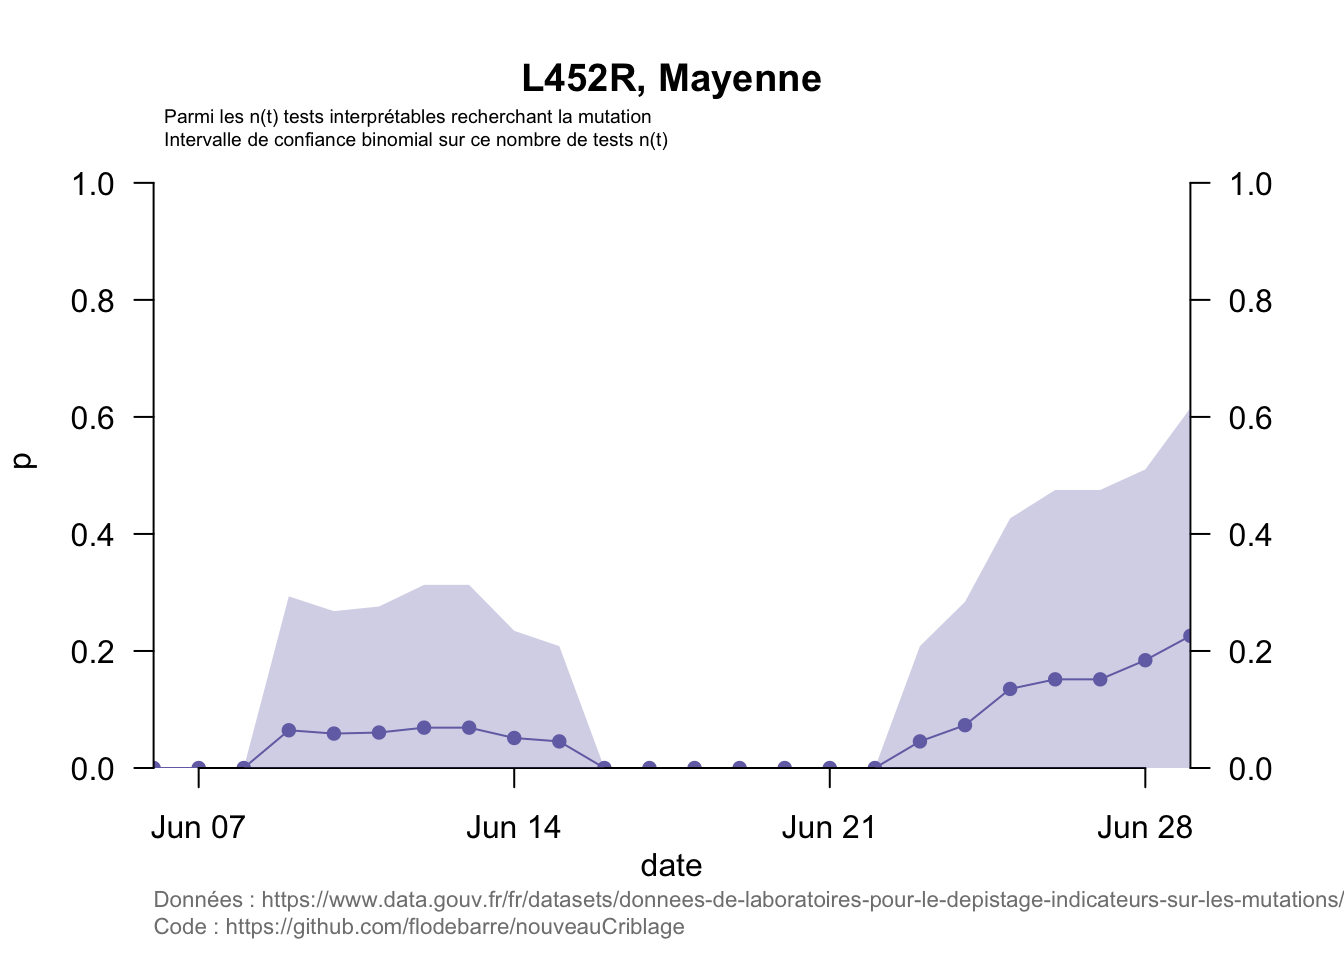 L452R, Mayenne
Parmi les n(t) tests interprétables recherchant la mutation
Intervalle de confiance binomial sur ce nombre de tests n(t)
1.0 1.0
0.8 0.8
0.6 0.6
p
0.4 0.4
0.2 0.2
0.0 0.0
Jun 07 Jun 14 Jun 21 Jun 28
date
Données : https://www.data.gouv.fr/fr/datasets/donnees-de-laboratoires-pour-le-depistage-indicateurs-sur-les-mutations/
Code : https://github.com/flodebarre/nouveauCriblage